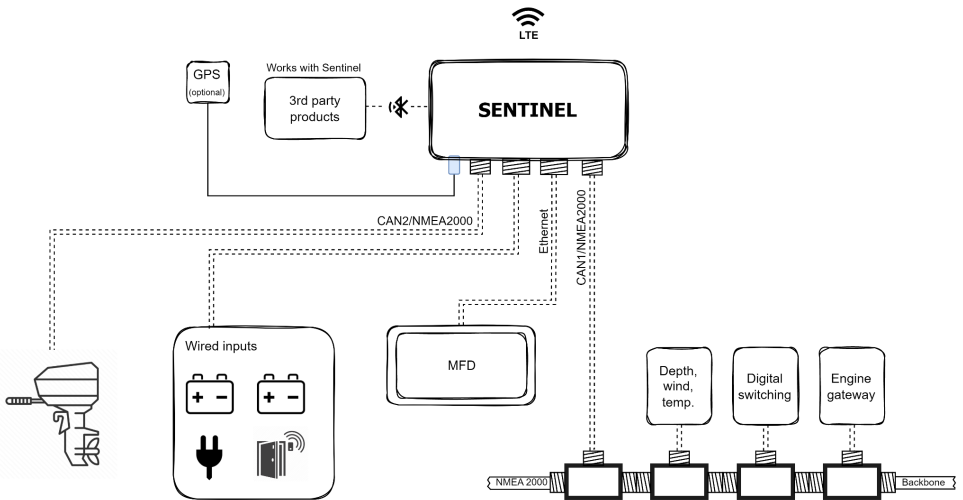 LTE
GPS
(optional)
Works with Sentinel
3rd party
products
SENTINEL
CAN2/NMEA2000
Ethernet
CAN1/NMEA2000
Wired inputs
+ -
+ -
MFD
Depth,
wind,
temp.
Digital
switching
Engine
gateway
NMEA 2000
Backbone